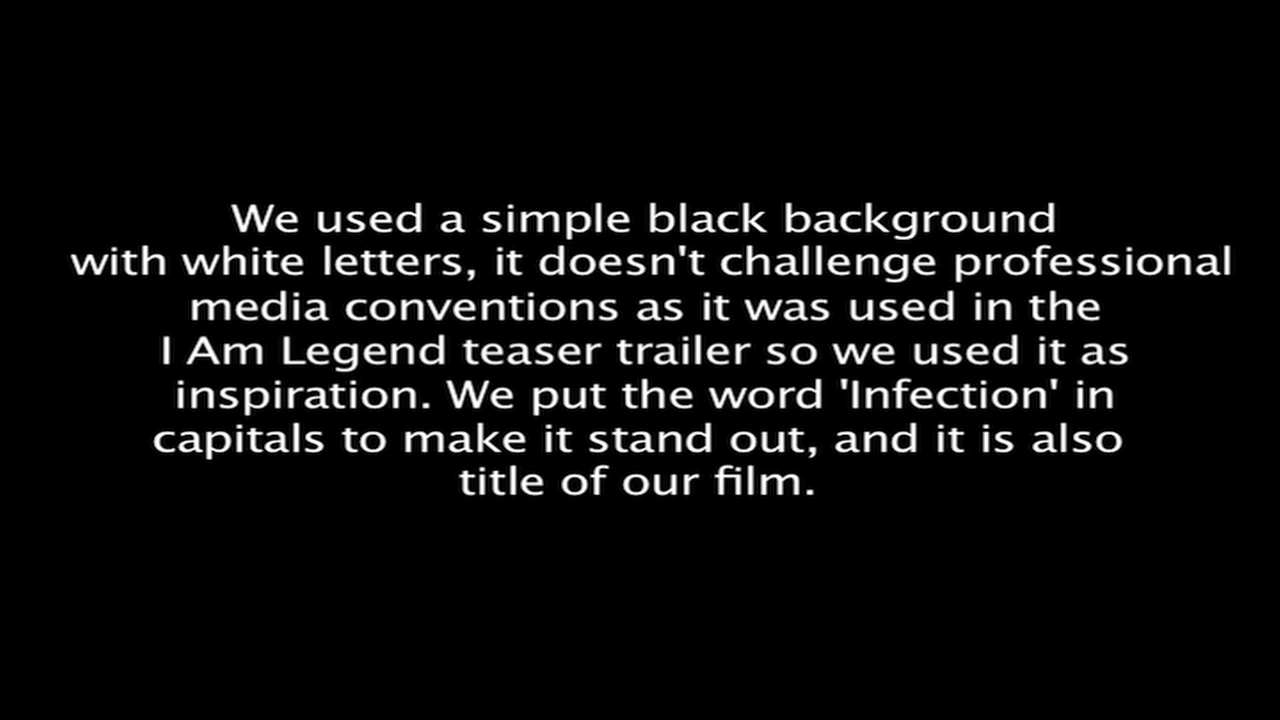 We used a simple black background
with white letters, it doesn't challenge professional
media conventions as it was used in the
I Am Legend teaser trailer so we used it as
inspiration. We put the word 'Infection' in
capitals to make it stand out, and it is also
title of our film.